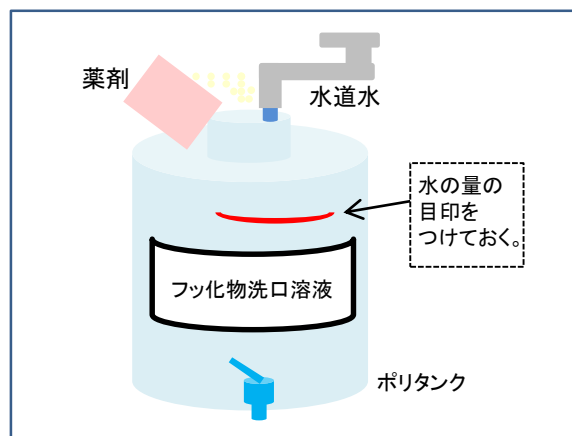 薬剤
水道水
水の量の
目印を
つけておく。
フッ化物洗口溶液
ポリタンク